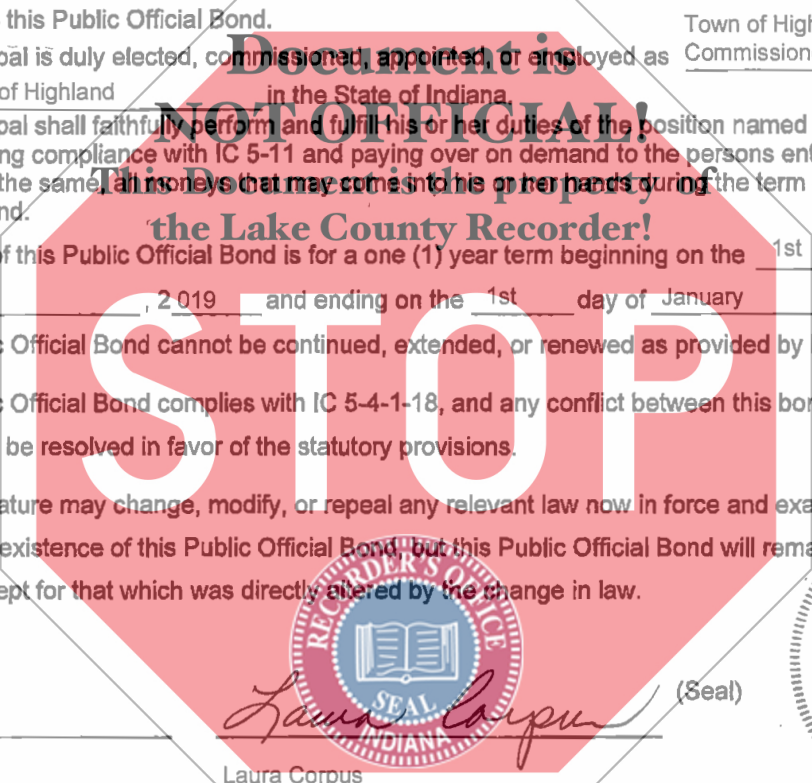 this Public Official Bond.
Town of High
pal is duly elected, commissioned, appointed, or employed as Commission
of Highland in the State of Indiana,
pal shall faithfully perform and fulfill his or her duties of the position named
ng compliance with IC 5-11 and paying over on demand to the persons ent
the same, all moneys that may come into his or her hands during the term
nd.
of this Public Official Bond is for a one (1) year term beginning on the 1st
, 2 019 and ending on the 1st day of January
c Official Bond cannot be continued, extended, or renewed as provided by
c Official Bond complies with IC 5-4-1-18, and any conflict between this bon
be resolved in favor of the statutory provisions.
ature may change, modify, or repeal any relevant law now in force and exa
existence of this Public Official Bond, but this Public Official Bond will rema
ept for that which was directly altered by the change in law.
Laura Corpus (Seal)
Laura Corpus
Document is
NOT OFFICIAL!
This Document is the property of
the Lake County Recorder!
STOP
RECORDER'S OFFICE
SEAL
INDIANA